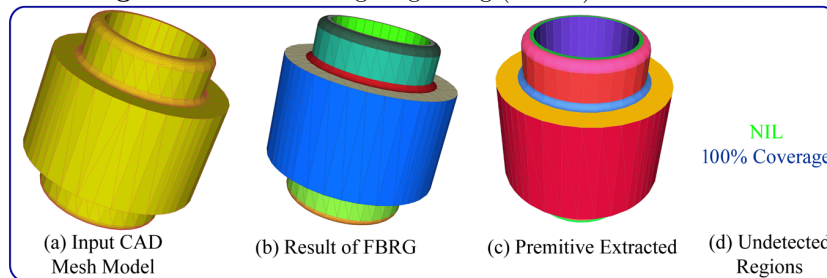 NIL
100% Coverage
(a) Input CAD
Mesh Model
(b) Result of FBRG
(c) Premitive Extracted
(d) Undetected
Regions